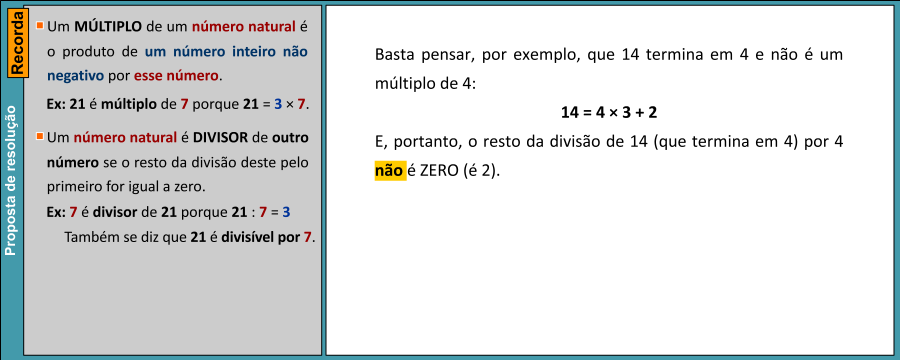 Recorda
Proposta de resolução
Um MÚLTIPLO de um número natural é
o produto de um número inteiro não
negativo por esse número.
Ex: 21 é múltiplo de 7 porque 21 = 3 × 7.
Um número natural é DIVISOR de outro
número se o resto da divisão deste pelo
primeiro for igual a zero.
Ex: 7 é divisor de 21 porque 21 : 7 = 3
Também se diz que 21 é divisível por 7.
Basta pensar, por exemplo, que 14 termina em 4 e não é um
múltiplo de 4:
14 = 4 × 3 + 2
E, portanto, o resto da divisão de 14 (que termina em 4) por 4
não é ZERO (é 2).